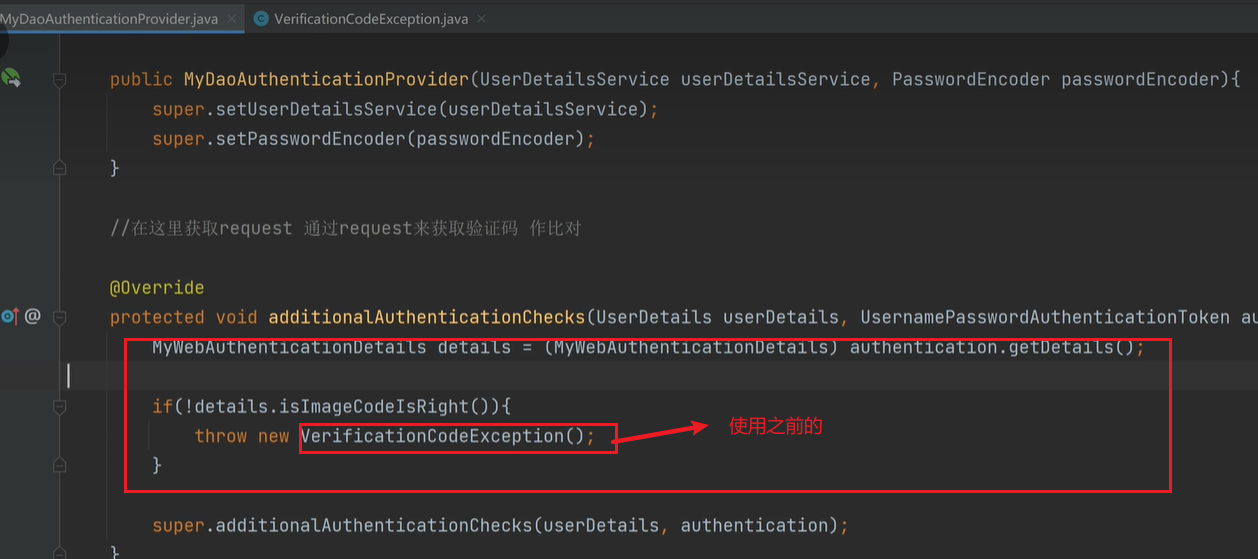 MyDaoAuthenticationProvider.java × VerificationCodeException.java ×
public MyDaoAuthenticationProvider(UserDetailsService userDetailsService, PasswordEncoder passwordEncoder){
super.setUserDetailsService(userDetailsService);
super.setPasswordEncoder(passwordEncoder);
}
//在这里获取request 通过request来获取验证码 作比对
@Override
protected void additionalAuthenticationChecks(UserDetails userDetails, UsernamePasswordAuthenticationToken au
MyWebAuthenticationDetails details = (MyWebAuthenticationDetails) authentication.getDetails();
if(!details.isImageCodeIsRight()){
throw new VerificationCodeException(); 使用之前的
}
super.additionalAuthenticationChecks(userDetails, authentication);
}